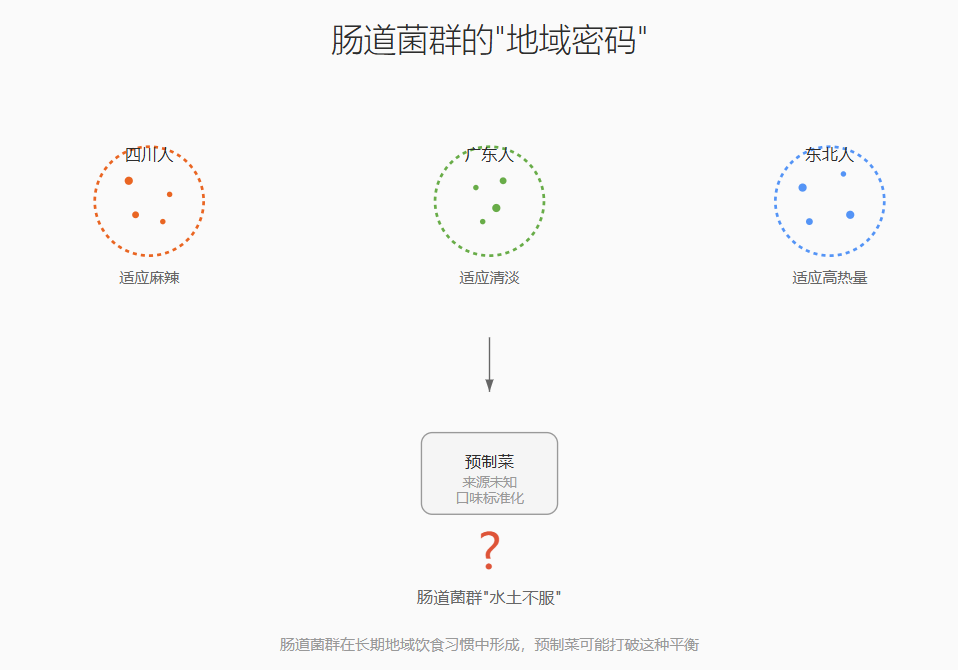 肠道菌群的"地域密码"
四川人
广东人
东北人
适应麻辣
适应清淡
适应高热量
预制菜
来源未知
口味标准化
?
肠道菌群"水土不服"
肠道菌群在长期地域饮食习惯中形成，预制菜可能打破这种平衡